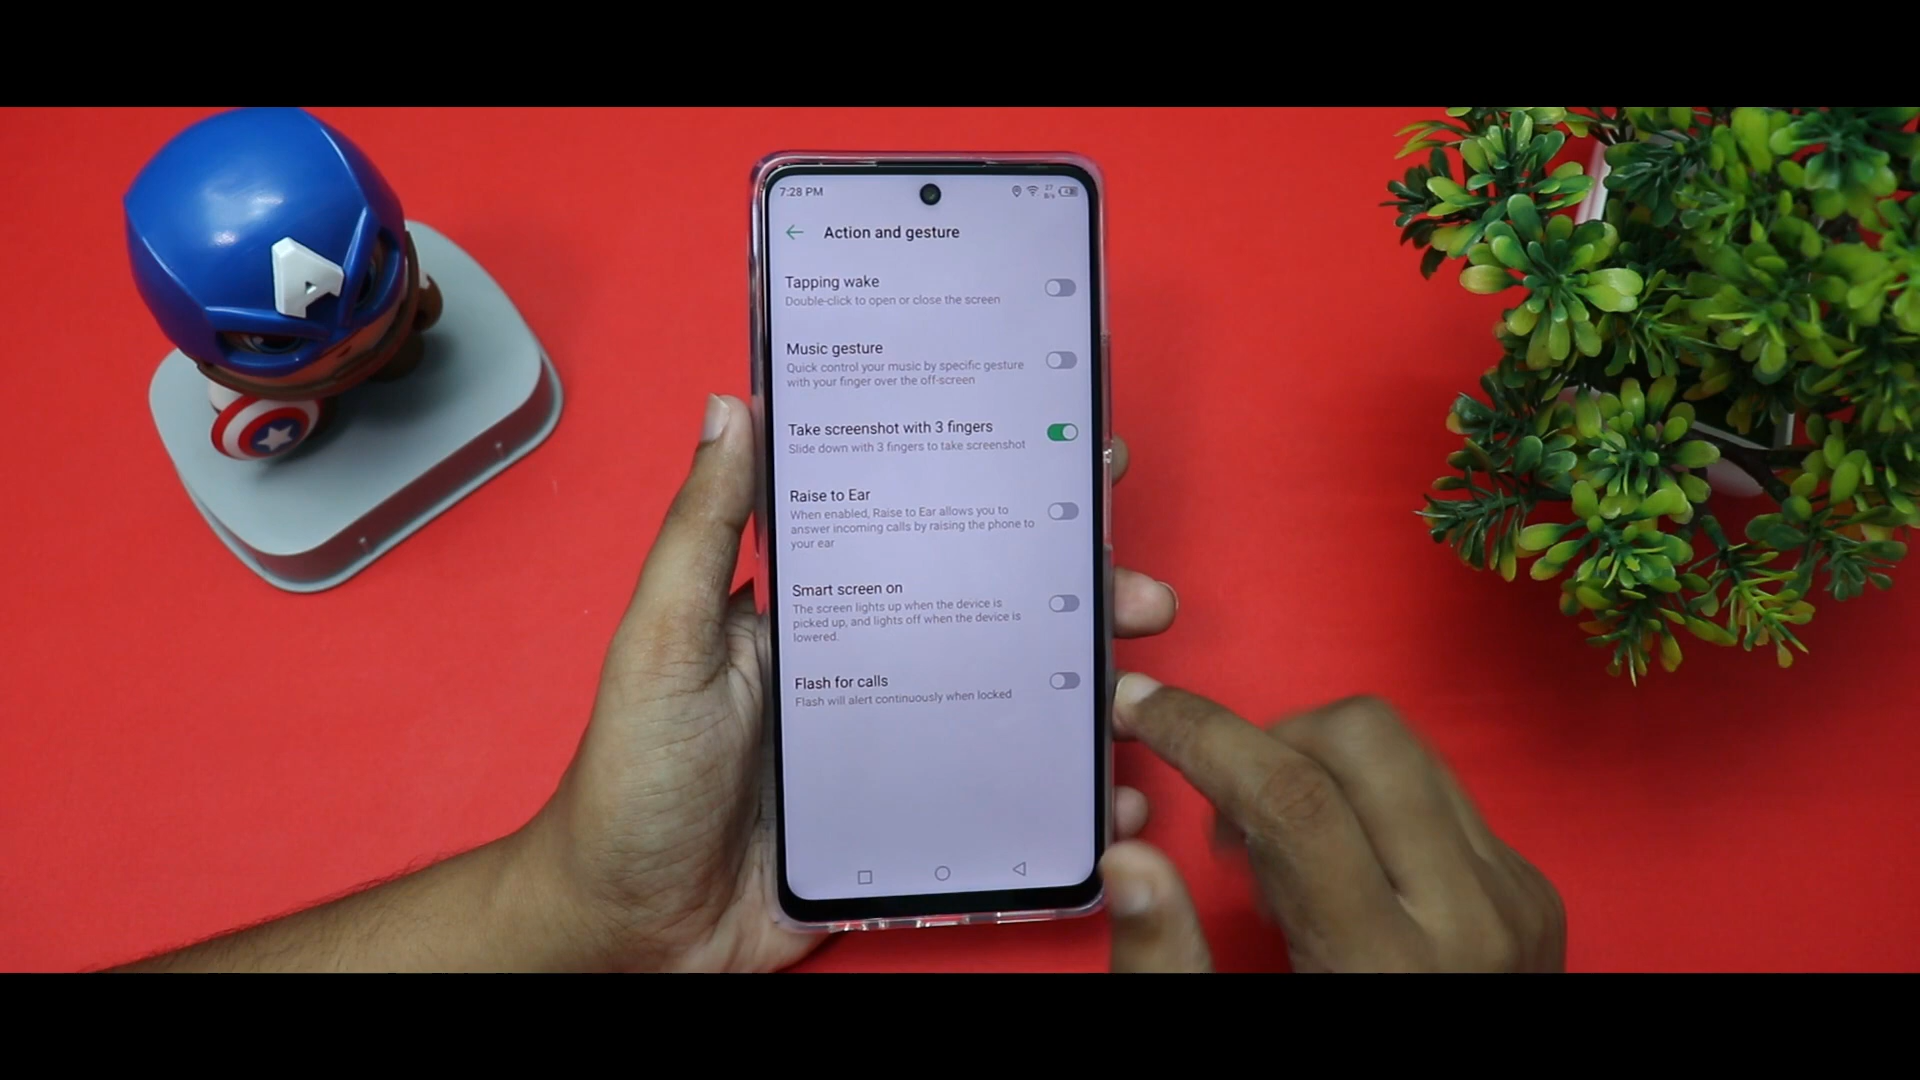 7:28 PM
Action and gesture
Tapping wake
Double-click to open or close the screen
Music gesture
Quick control your music by specific gesture
with your finger over the off-screen
Take screenshot with 3 fingers
Slide down with 3 fingers to take screenshot
Raise to Ear
When enabled, Raise to Ear allows you to
answer incoming calls by raising the phone to
your ear
Smart screen on
The screen lights up when the device is
picked up, and lights off when the device is
lowered.
Flash for calls
Flash will alert continuously when locked
A